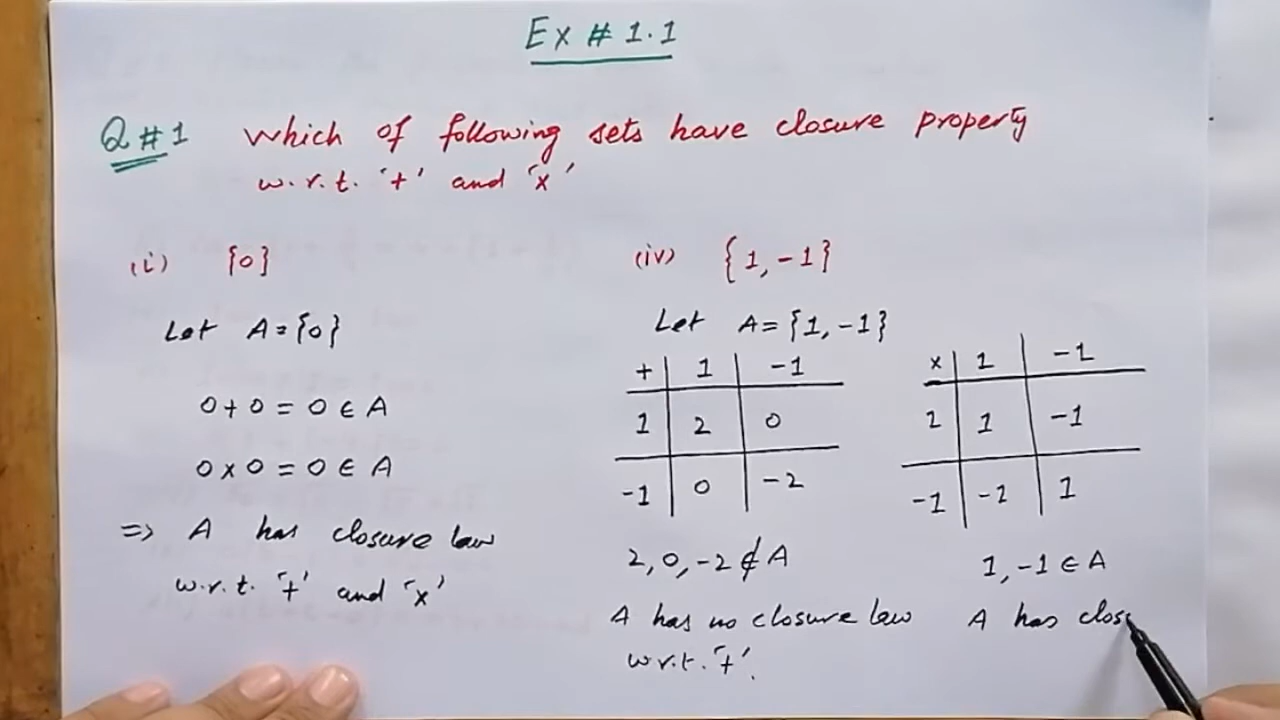 Ex # 1.1
Q#1 Which of following sets have closure property
w.r.t. '+' and 'x'
(i) {0}
Let A={0}
0+0=0∈A
0x0=0∈A
=> A has closure law
w.r.t. '+' and 'x'
(iv) {1,-1}
Let A={1,-1}
+ 1 -1
1 2 0
-1 0 -2
2,0,-2∉A
A has no closure law
w.r.t. '+'.
x 1 -1
1 1 -1
-1 -1 1
1,-1∈A
A has clos